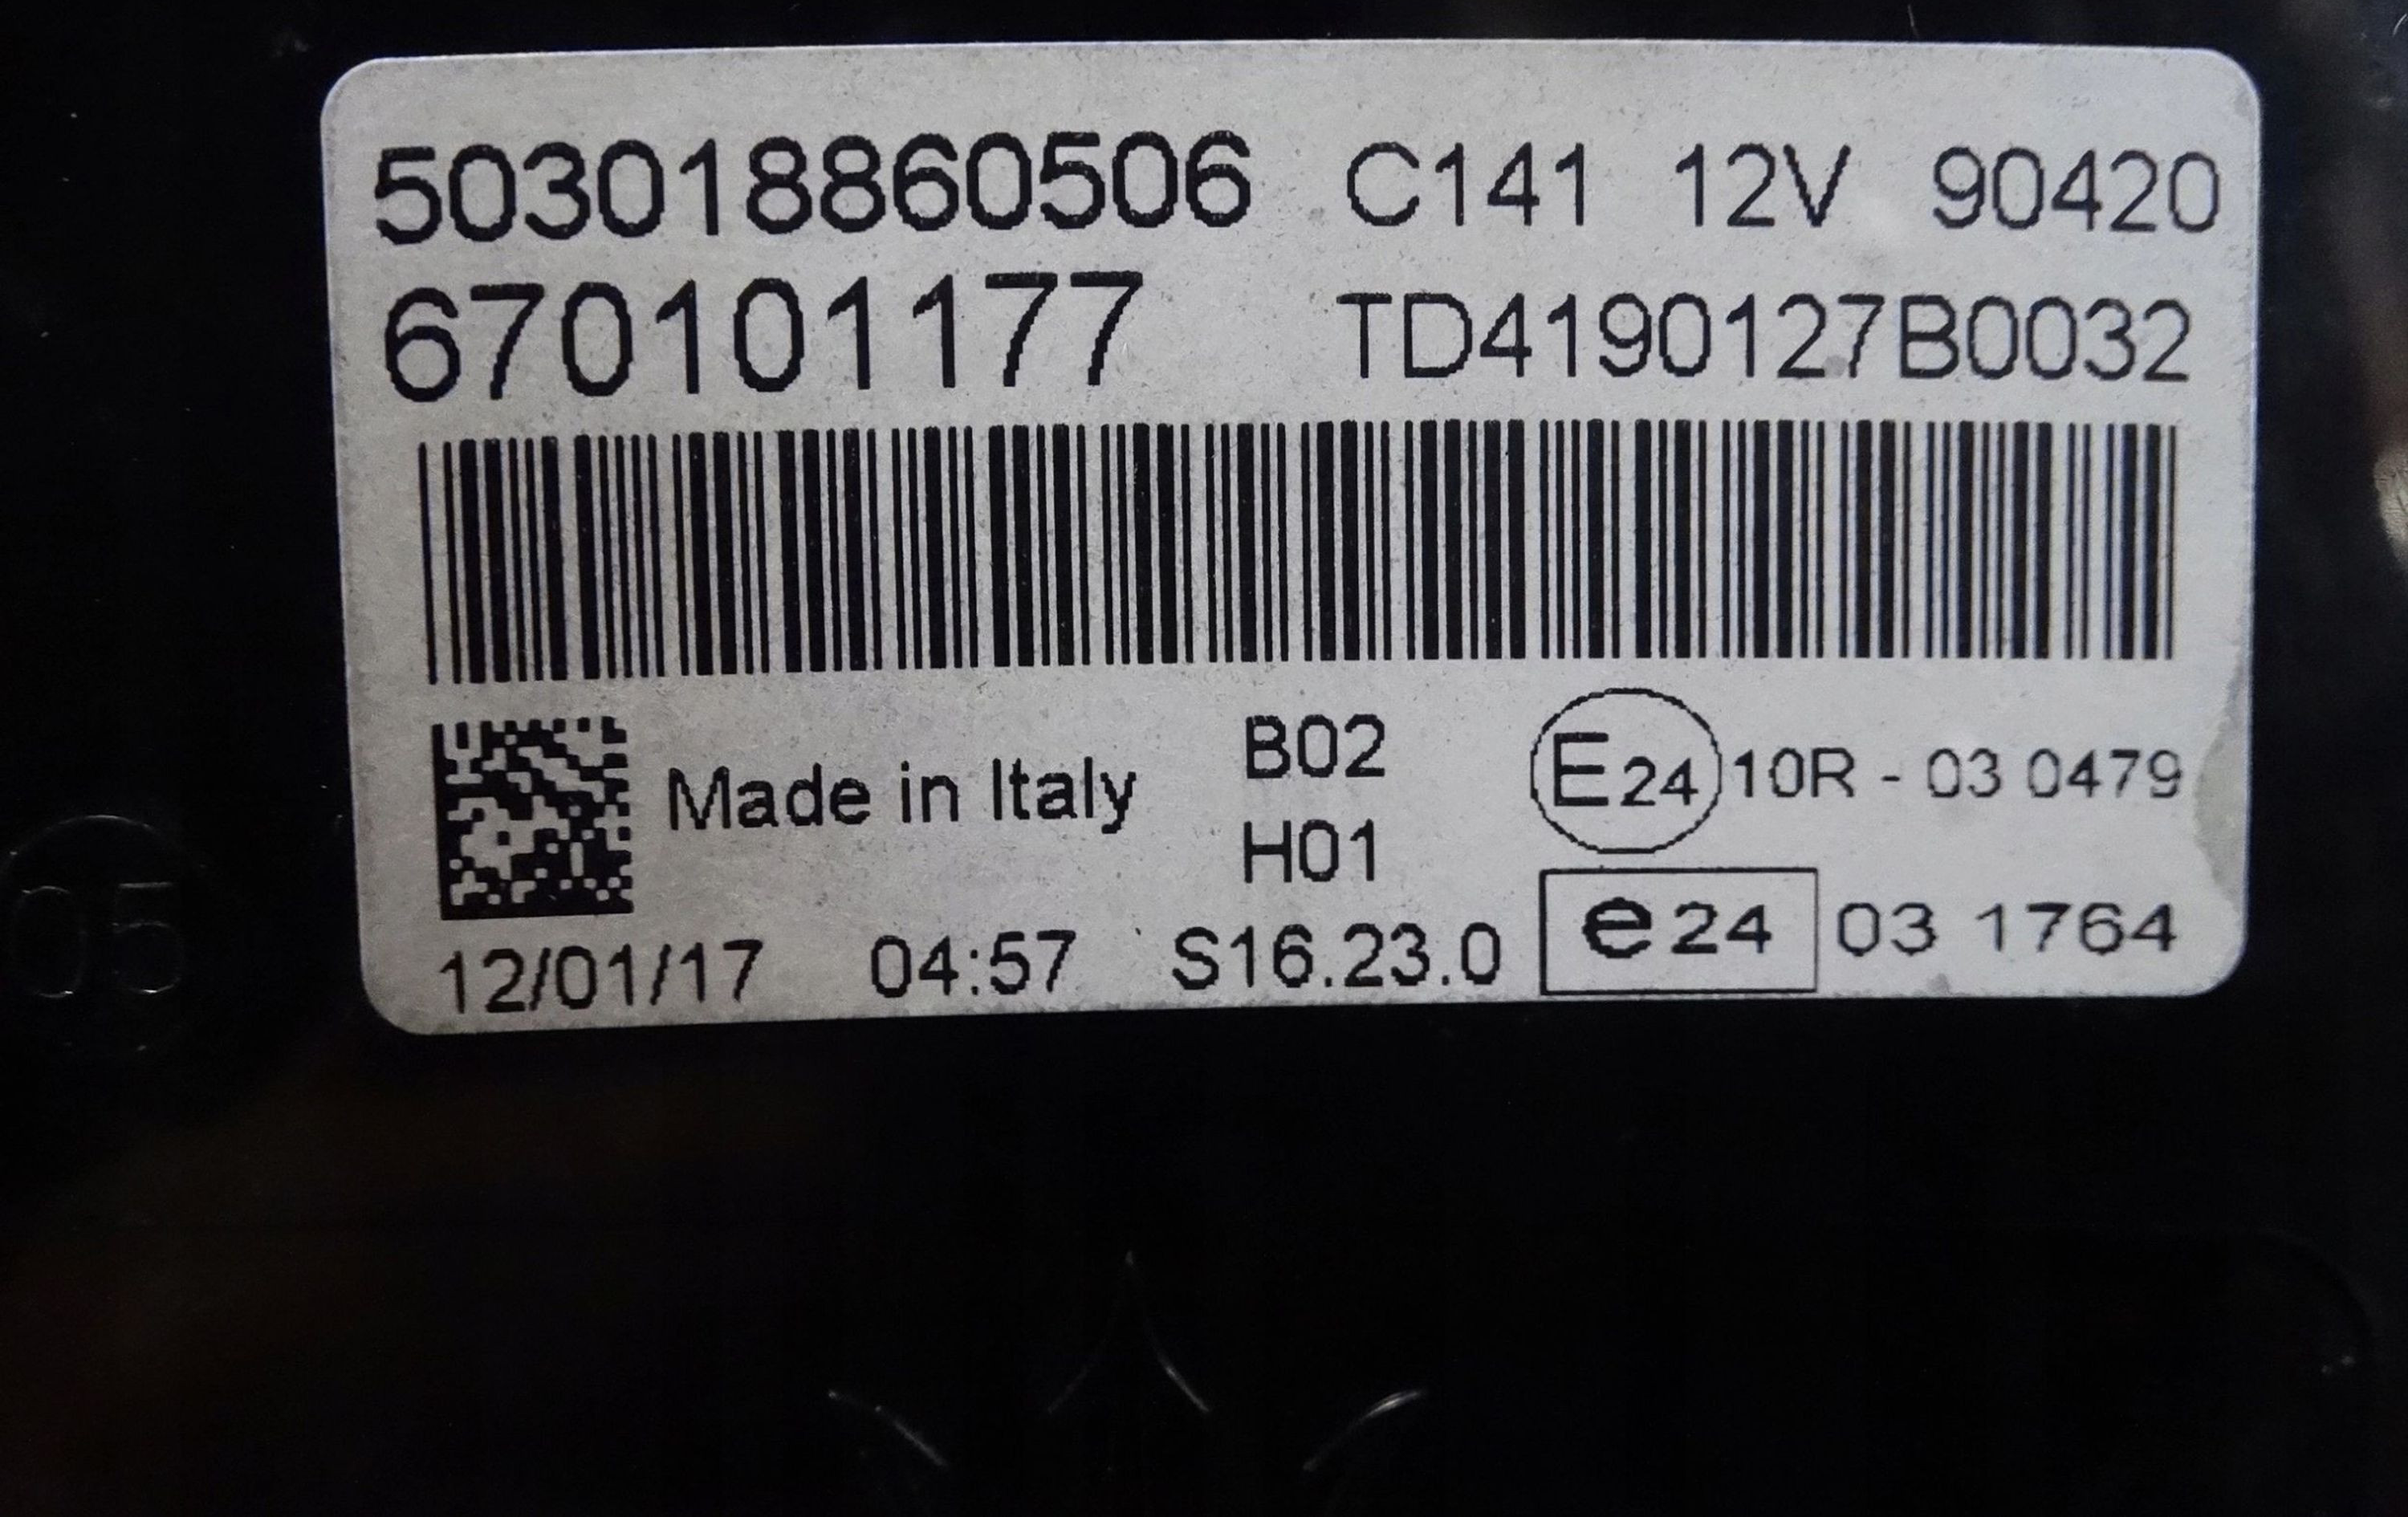 503018860506 C141 12V 90420
670101177 TD4190127B0032
Made in Italy
B02
H01
E24 10R - 03 0479
12/01/17 04:57 S16.23.0
e24 03 1764
05